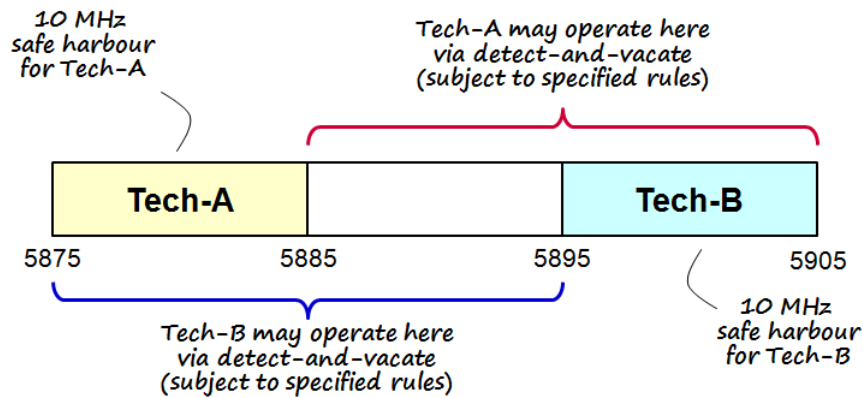 10 MHz
safe harbour
for Tech-A
Tech-A may operate here
via detect-and-vacate
(subject to specified rules)
Tech-A
Tech-B
5875
5885
5895
5905
Tech-B may operate here
via detect-and-vacate
(subject to specified rules)
10 MHz
safe harbour
for Tech-B